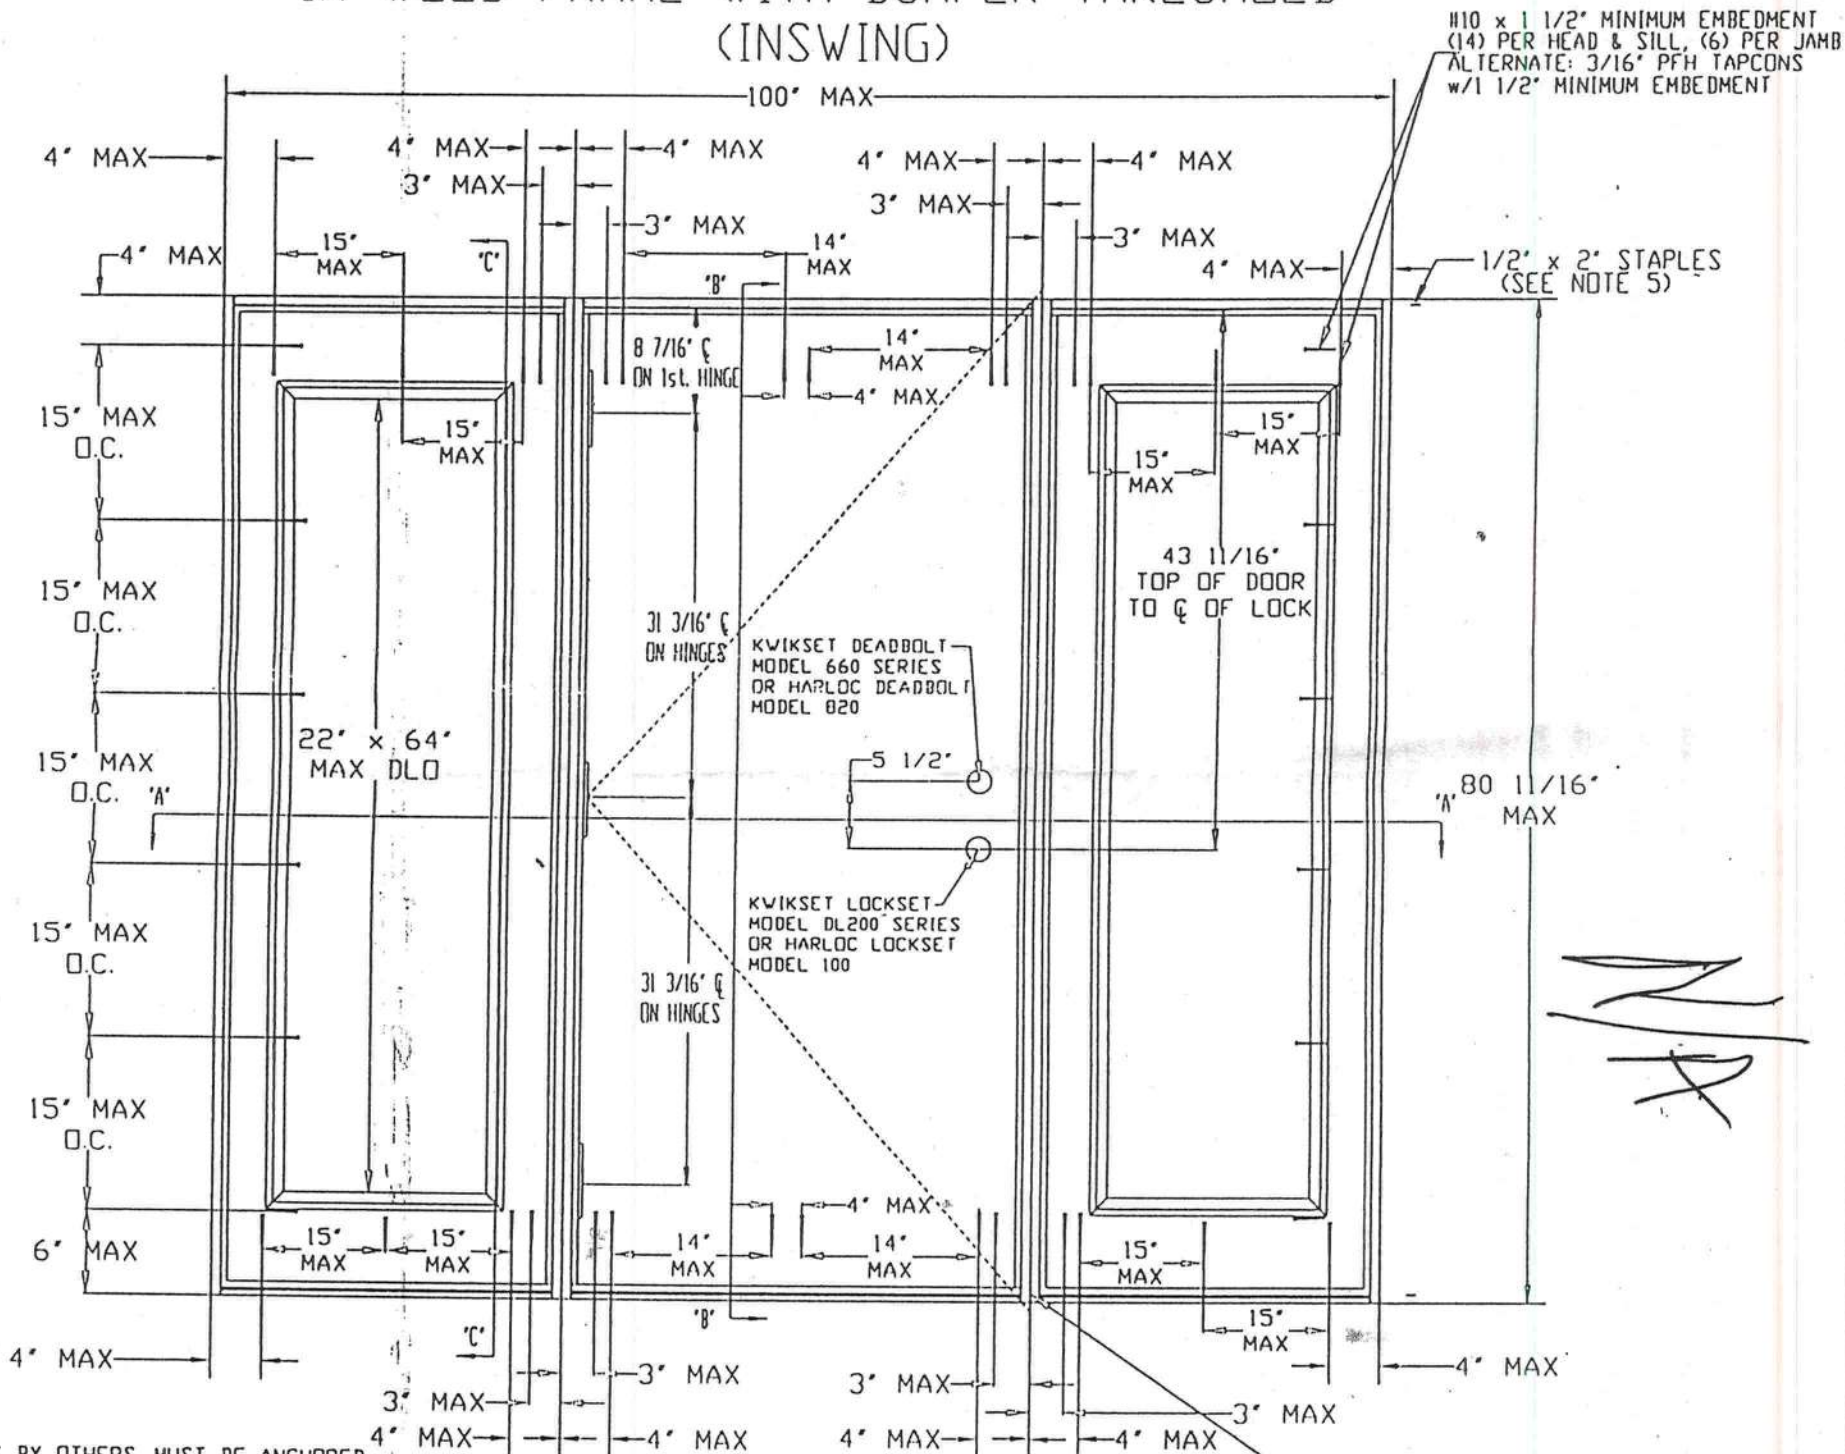 (INSWING)
#10 x 1 1/2" MINIMUM EMBEDMENT
(14) PER HEAD & SILL, (6) PER JAMB
ALTERNATE: 3/16" PFH TAPCONS
w/1 1/2" MINIMUM EMBEDMENT
100" MAX
4" MAX
4" MAX
4" MAX
4" MAX
4" MAX
3" MAX
3" MAX
3" MAX
3" MAX
4" MAX
15"
MAX
"C"
14"
MAX
"B"
4" MAX
1/2" x 2" STAPLES
(SEE NOTE 5)
8 7/16" ℄
ON 1st. HINGE
14"
MAX
4" MAX
15" MAX
O.C.
15"
MAX
15"
MAX
15"
MAX
15" MAX
O.C.
43 11/16"
TOP OF DOOR
TO ℄ OF LOCK
31 3/16" ℄
ON HINGES
KWIKSET DEADBOLT
MODEL 660 SERIES
OR HARLOC DEADBOLT
MODEL 820
22" x 64"
MAX DLO
15" MAX
O.C.
5 1/2"
"A"
"A"
80 11/16"
MAX
KWIKSET LOCKSET
MODEL DL200 SERIES
OR HARLOC LOCKSET
MODEL 100
15" MAX
O.C.
31 3/16" ℄
ON HINGES
15" MAX
O.C.
4" MAX
6" MAX
15"
MAX
15"
MAX
14"
MAX
14"
MAX
15"
MAX
15"
MAX
"C"
"B"
4" MAX
4" MAX
3" MAX
3" MAX
3" MAX
3" MAX
4" MAX
4" MAX
4" MAX
4" MAX
BY OTHERS MUST BE ANCHORED